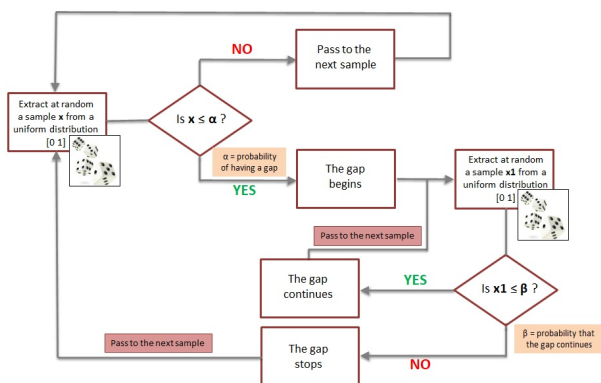 NO
Pass to the
next sample
Extract at random
a sample x from a
uniform distribution
[0 1]
Is x ≤ α ?
α = probability
of having a gap
YES
The gap
begins
Extract at random
a sample x1 from a
uniform distribution
[0 1]
Pass to the next sample
The gap
continues
YES
Is x1 ≤ β ?
β = probability that
the gap continues
Pass to the next sample
The gap
stops
NO